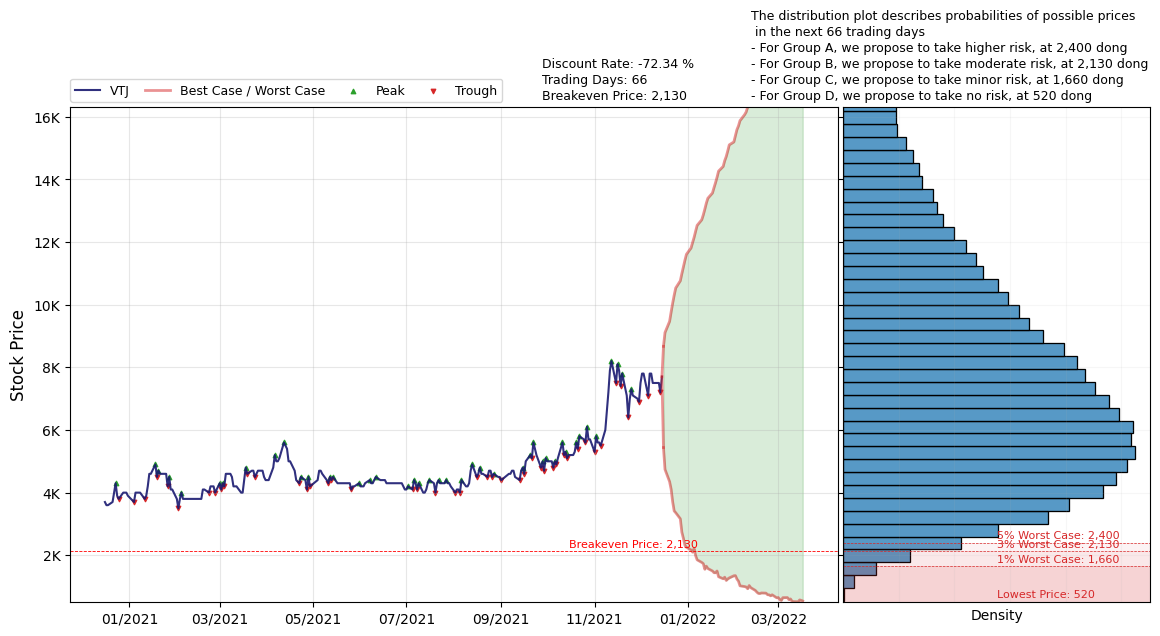 The distribution plot describes probabilities of possible prices
in the next 66 trading days
- For Group A, we propose to take higher risk, at 2,400 dong
- For Group B, we propose to take moderate risk, at 2,130 dong
- For Group C, we propose to take minor risk, at 1,660 dong
- For Group D, we propose to take no risk, at 520 dong
Discount Rate: -72.34 %
Trading Days: 66
Breakeven Price: 2,130
VTJ Best Case / Worst Case Peak Trough
Stock Price
16K
14K
12K
10K
8K
6K
4K
2K
Breakeven Price: 2,130
5% Worst Case: 2,400
3% Worst Case: 2,130
1% Worst Case: 1,660
Lowest Price: 520
01/2021 03/2021 05/2021 07/2021 09/2021 11/2021 01/2022 03/2022
Density